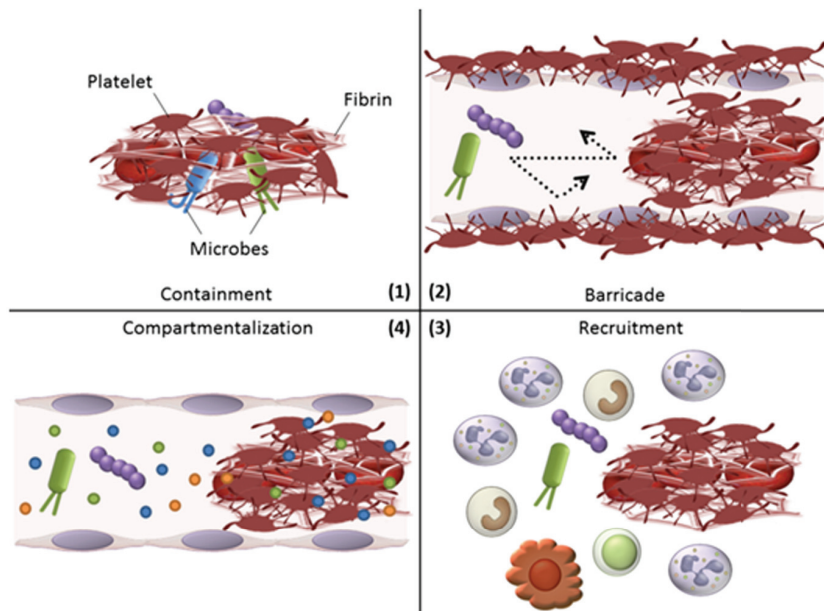 Platelet
Fibrin
Microbes
Containment (1)
(2) Barricade
Compartmentalization (4)
(3) Recruitment